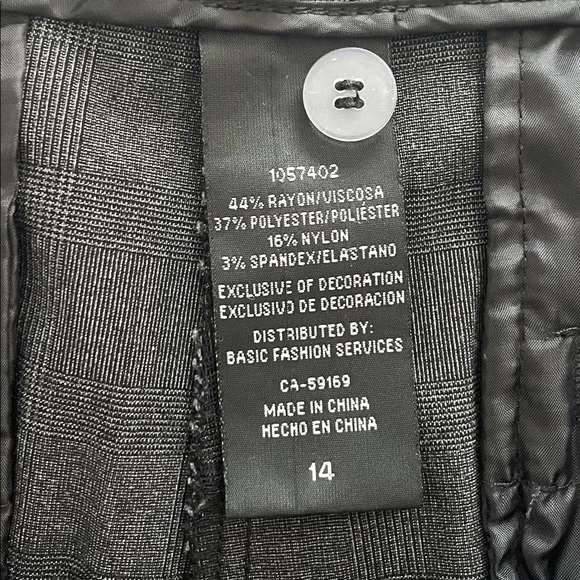 1057402
44% RAYON/VISCOSA
37% POLYESTER/POLIÉSTER
16% NYLON
3% SPANDEX/ELASTANO
EXCLUSIVE OF DECORATION
EXCLUSIVO DE DECORACION
DISTRIBUTED BY:
BASIC FASHION SERVICES
CA-59169
MADE IN CHINA
HECHO EN CHINA
14